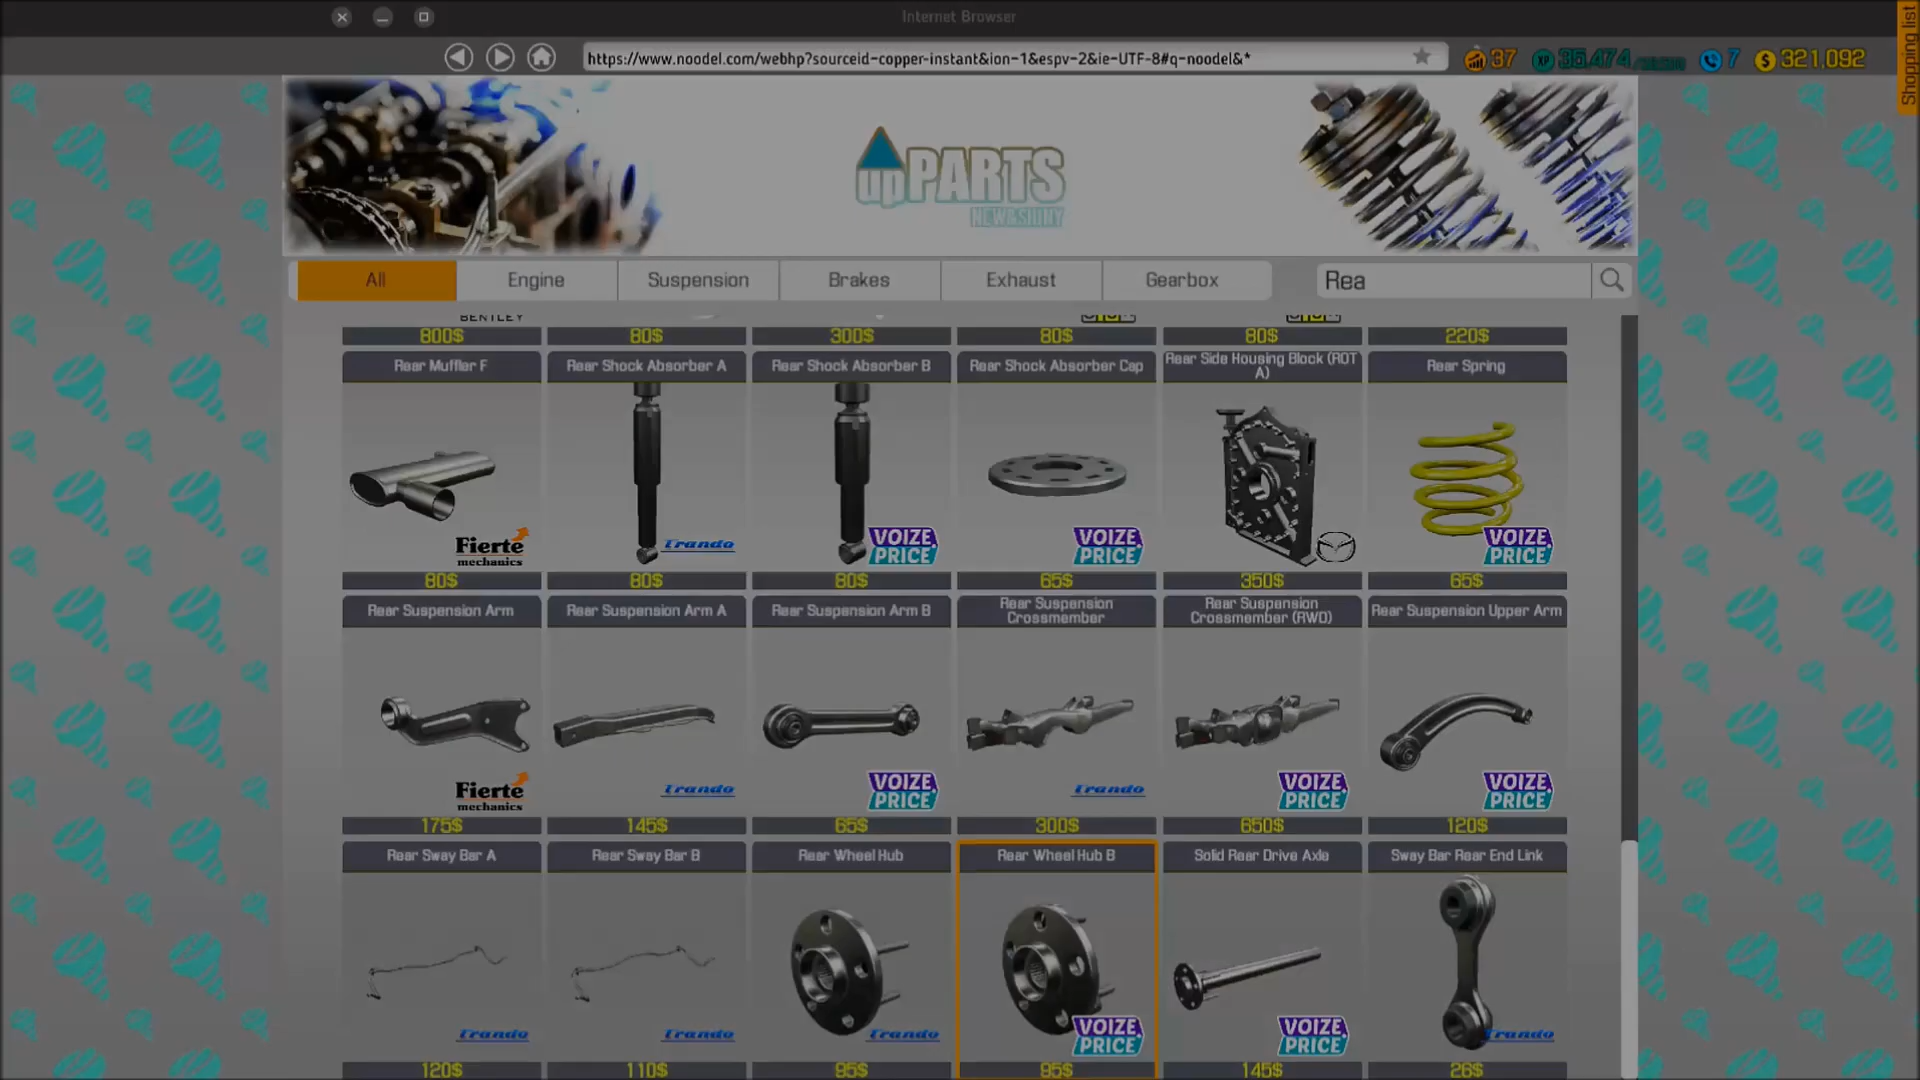 Internet Browser
Shopping list
https://www.noodel.com/webhp?sourceid-copper-instant&ion-1&espv-2&ie-UTF-8#q-noodel&*
37
36,474
7
321,092
upPARTS
NEW&SHINY
All
Engine
Suspension
Brakes
Exhaust
Gearbox
Rea
BENTLEY
800$
80$
300$
80$
80$
220$
Rear Muffler F
Rear Shock Absorber A
Rear Shock Absorber B
Rear Shock Absorber Cap
Rear Side Housing Block (ROT
A)
Rear Spring
Fierte
mechanics
Trando
VOIZE
PRICE
VOIZE
PRICE
VOIZE
PRICE
80$
80$
80$
65$
350$
65$
Rear Suspension Arm
Rear Suspension Arm A
Rear Suspension Arm B
Rear Suspension
Crossmember
Rear Suspension
Crossmember (RWD)
Rear Suspension Upper Arm
Fierte
mechanics
Trando
VOIZE
PRICE
Trando
VOIZE
PRICE
VOIZE
PRICE
175$
145$
65$
300$
650$
120$
Rear Sway Bar A
Rear Sway Bar B
Rear Wheel Hub
Rear Wheel Hub B
Solid Rear Drive Axle
Sway Bar Rear End Link
Trando
Trando
Trando
VOIZE
PRICE
VOIZE
PRICE
Trando
120$
110$
95$
95$
145$
26$